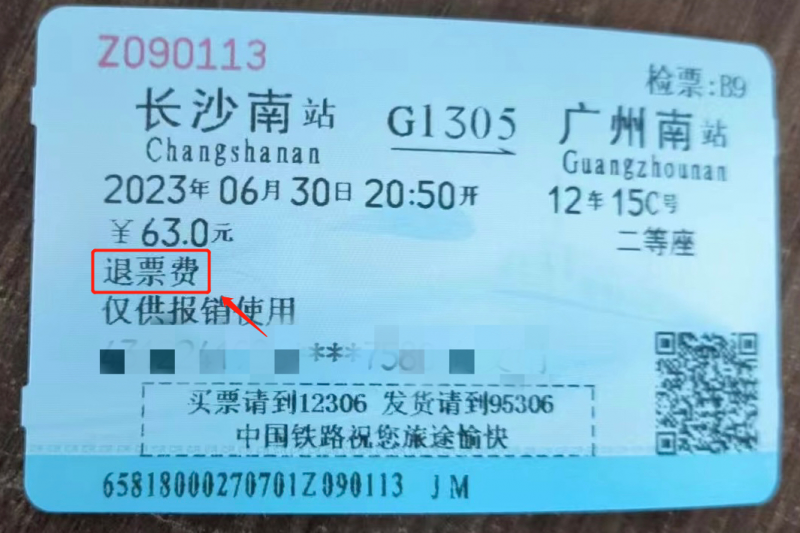 Z090113
检票:B9
长沙南站 G1305 广州南站
Changshanan Guangzhounan
2023年06月30日20:50开 12车15C号
￥63.0元 二等座
退票费
仅供报销使用
***758
买票请到12306 发货请到95306
中国铁路祝您旅途愉快
65818000270701Z090113 JM